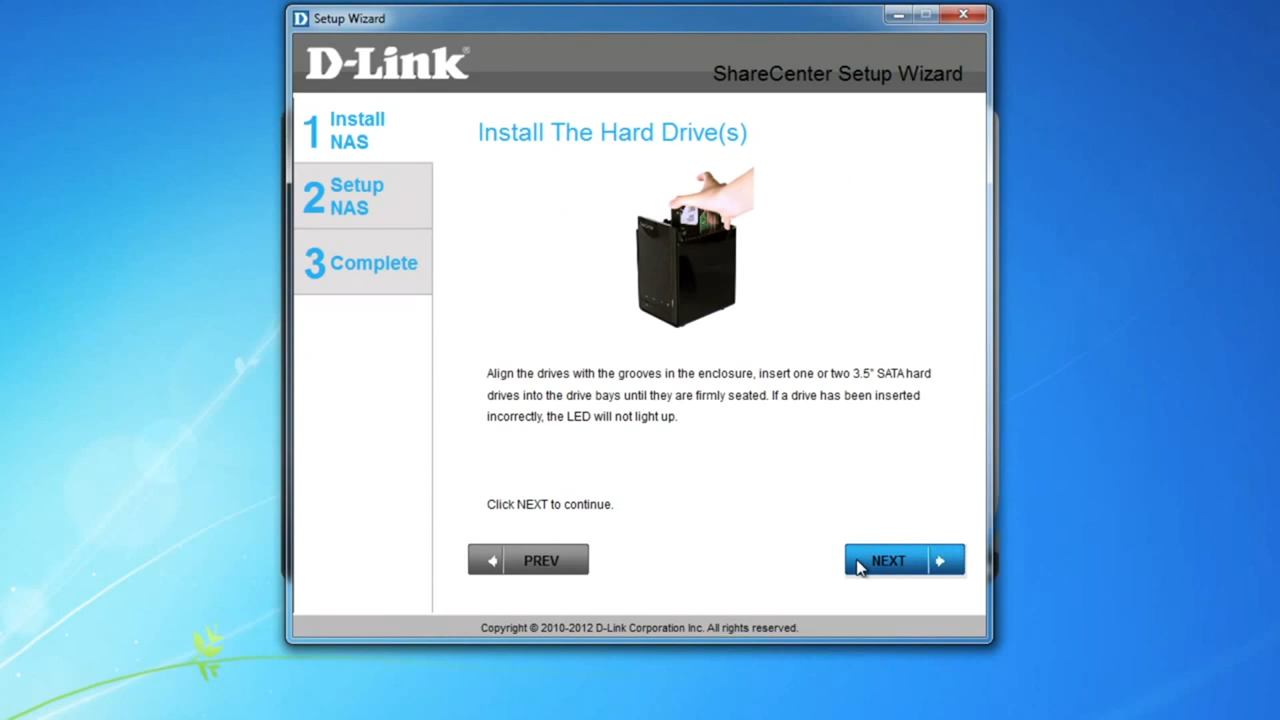 Setup Wizard
D-Link®
ShareCenter Setup Wizard
1 Install
NAS
2 Setup
NAS
3 Complete
Install The Hard Drive(s)
Align the drives with the grooves in the enclosure, insert one or two 3.5" SATA hard
drives into the drive bays until they are firmly seated. If a drive has been inserted
incorrectly, the LED will not light up.
Click NEXT to continue.
PREV
NEXT
Copyright © 2010-2012 D-Link Corporation Inc. All rights reserved.